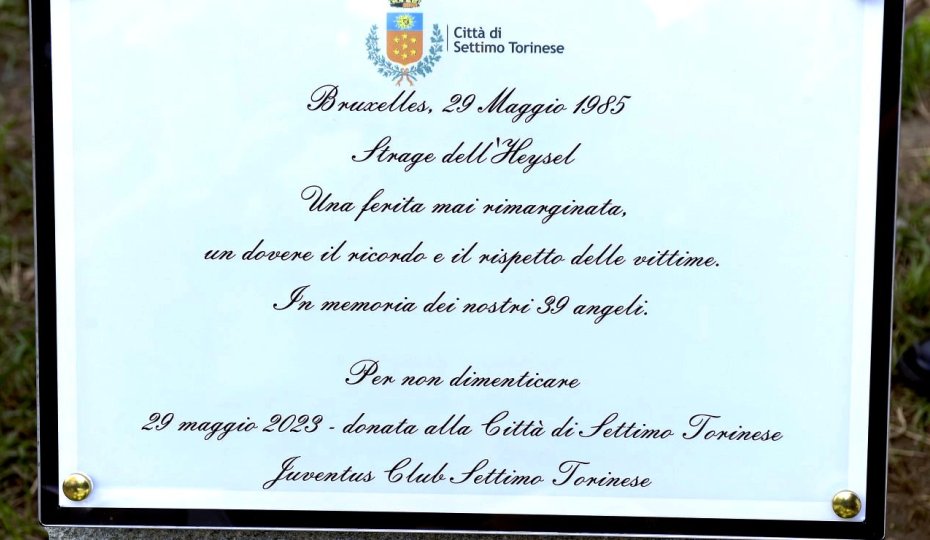 Città di
Settimo Torinese
Bruxelles, 29 Maggio 1985
Strage dell'Heysel
Una ferita mai rimarginata,
un dovere il ricordo e il rispetto delle vittime.
In memoria dei nostri 39 angeli.
Per non dimenticare
29 maggio 2023 - donata alla Città di Settimo Torinese
Juventus Club Settimo Torinese